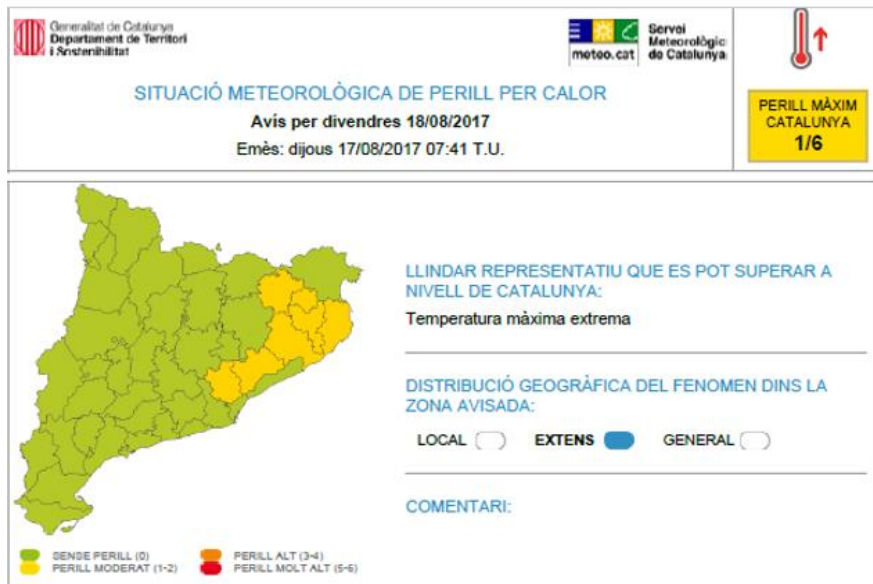 Generalitat de Catalunya
Departament de Territori
i Sostenibilitat
meteo.cat
Servei
Meteorològic
de Catalunya
SITUACIÓ METEOROLÒGICA DE PERILL PER CALOR
Avís per divendres 18/08/2017
Emès: dijous 17/08/2017 07:41 T.U.
PERILL MÀXIM
CATALUNYA
1/6
LLINDAR REPRESENTATIU QUE ES POT SUPERAR A
NIVELL DE CATALUNYA:
Temperatura màxima extrema
DISTRIBUCIÓ GEOGRÀFICA DEL FENOMEN DINS LA
ZONA AVISADA:
LOCAL EXTENS GENERAL
COMENTARI:
SENSE PERILL (0) PERILL ALT (3-4)
PERILL MODERAT (1-2) PERILL MOLT ALT (5-6)